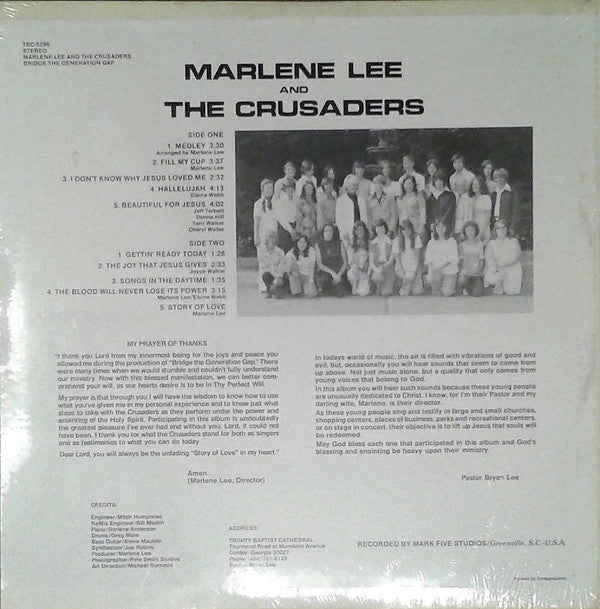 TBC-5296
STEREO
MARLENE LEE AND THE CRUSADERS
BRIDGE THE GENERATION GAP
MARLENE LEE
AND
THE CRUSADERS
SIDE ONE
1. MEDLEY 3:30
Arranged by Marlene Lee
2. FILL MY CUP 3:37
Marlene Lee
3. I DON'T KNOW WHY JESUS LOVED ME 2:32
4. HALLELUJAH 4:13
Elaine Webb
5. BEAUTIFUL FOR JESUS 4:02
Jeff Torbett
Donna Hill
Terri Walker
Cheryl Walker
SIDE TWO
1. GETTIN' READY TODAY 1:28
2. THE JOY THAT JESUS GIVES 2:33
Joyce Walker
3. SONGS IN THE DAYTIME 1:35
4. THE BLOOD WILL NEVER LOSE ITS POWER 3:15
Marlene Lee/Elaine Webb
5. STORY OF LOVE
Marlene Lee
MY PRAYER OF THANKS
"I thank you Lord from my innermost being for the joys and peace you
allowed me during the production of "Bridge the Generation Gap." There
were many times when we would stumble and couldn't fully understand
our ministry. Now with this blessed manifestation, we can better com-
prehend your will, as our hearts desire is to be in Thy Perfect Will.
My prayer is that through you I will have the wisdom to know how to use
what you've given me in my personal experience and to know just what
steps to take with the Crusaders as they perform under the power and
anointing of the Holy Spirit. Participating in this album is undoubtedly
the greatest pleasure I've ever had and without you, Lord, it could not
have been. I thank you for what the Crusaders stand for both as singers
and as testimonies to what you can do today
Dear Lord, you will always be the unfading "Story of Love" in my heart."
Amen.
(Marlene Lee, Director)
In todays world of music, the air is filled with vibrations of good and
evil, but, occasionally you will hear sounds that seem to come from
up above. Not just music alone, but a quality that only comes from
young voices that belong to God.
In this album you will hear such sounds because these young people
are unusually dedicated to Christ. I know, for I'm their Pastor and my
darling wife, Marlene, is their director.
As these young people sing and testify in large and small churches,
shopping centers, places of business, parks and recreational centers,
or on stage in concert, their objective is to lift up Jesus that souls will
be redeemed.
May God bless each one that participated in this album and God's
blessing and anointing be heavy upon their ministry.
Pastor Bryan Lee
CREDITS:
Engineer/Mitch Humphries
ReMix Engineer/Bill Mauldin
Piano/Darlene Anderson
Drums/Greg
Bass Guitar/Steve Mauldin
Synthesizer/Joe Robins
Producer/Marlene Lee
Photographer/Pete Smith Studios
Art Direction/Michael Burnette
ADDRESS:
TRINITY BAPTIST CATHEDRAL
Thurmond Road at Moreland Avenue
Conley, Georgia 30027
Phone (404)
Pastor Lee
RECORDED BY MARK FIVE STUDIOS/Greenville, S.C.-U.S.A.